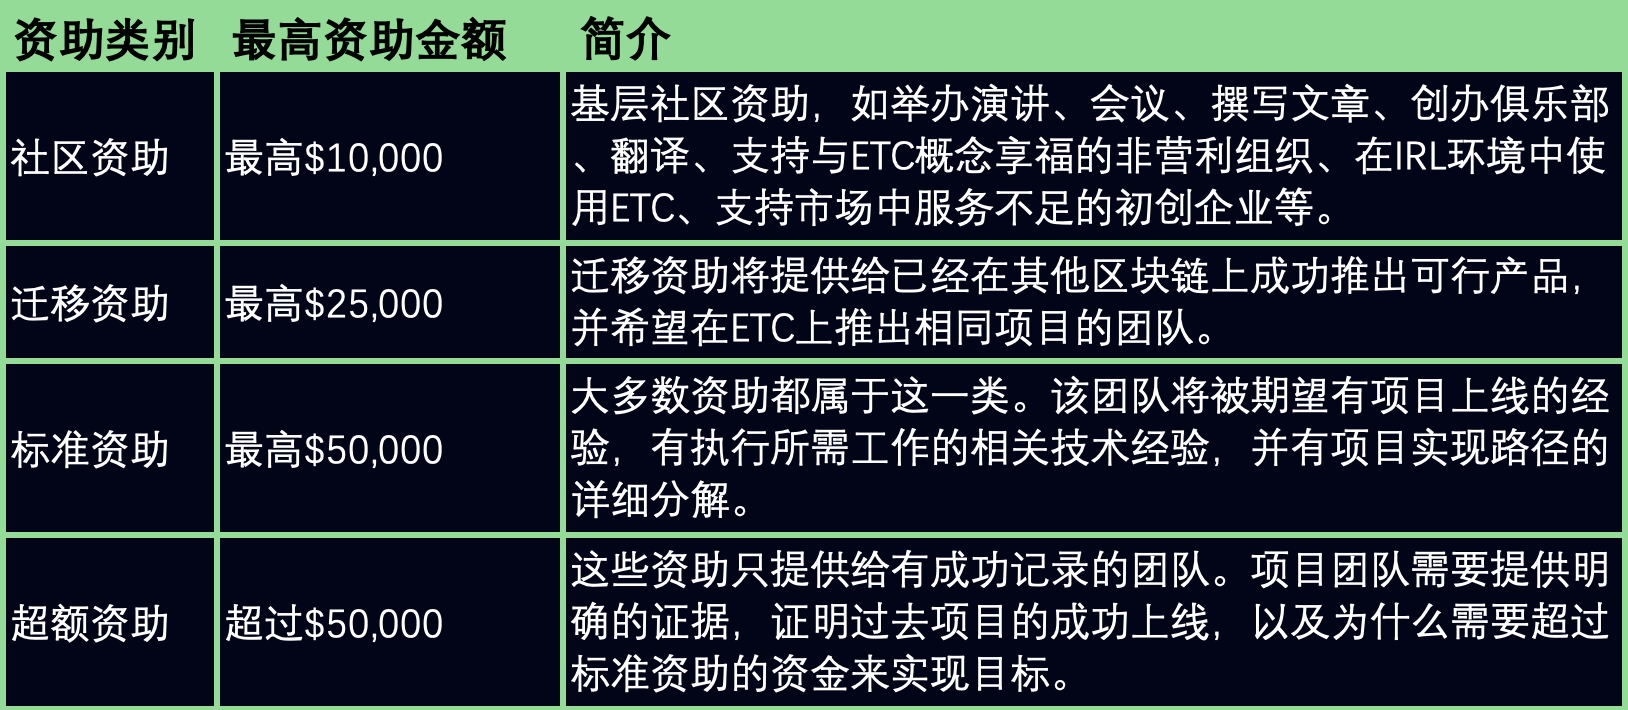 资助类别 最高资助金额 简介
社区资助 最高$10,000 基层社区资助，如举办演讲、会议、撰写文章、创办俱乐部
、翻译、支持与ETC概念享福的非营利组织、在IRL环境中使
用ETC、支持市场中服务不足的初创企业等。
迁移资助 最高$25,000 迁移资助将提供给已经在其他区块链上成功推出可行产品，
并希望在ETC上推出相同项目的团队。
标准资助 最高$50,000 大多数资助都属于这一类。该团队将被期望有项目上线的经
验，有执行所需工作的相关技术经验，并有项目实现路径的
详细分解。
超额资助 超过$50,000 这些资助只提供给有成功记录的团队。项目团队需要提供明
确的证据，证明过去项目的成功上线，以及为什么需要超过
标准资助的资金来实现目标。